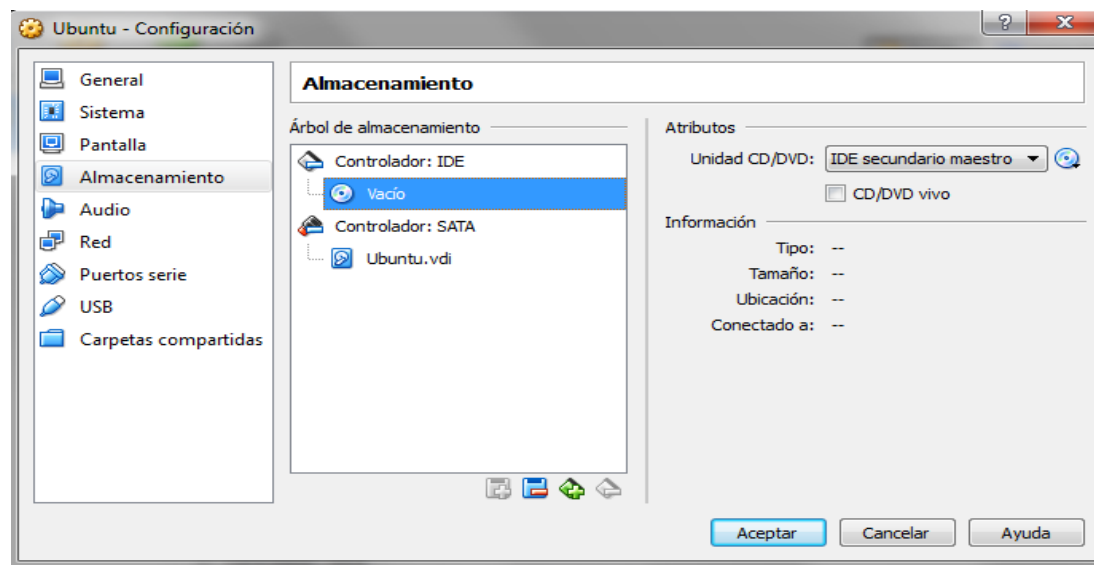 Ubuntu - Configuración
?
General
Sistema
Pantalla
Almacenamiento
Audio
Red
Puertos serie
USB
Carpetas compartidas
Almacenamiento
Árbol de almacenamiento
Controlador: IDE
Vacío
Controlador: SATA
Ubuntu.vdi
Atributos
Unidad CD/DVD: IDE secundario maestro
CD/DVD vivo
Información
Tipo: --
Tamaño: --
Ubicación: --
Conectado a: --
Aceptar Cancelar Ayuda